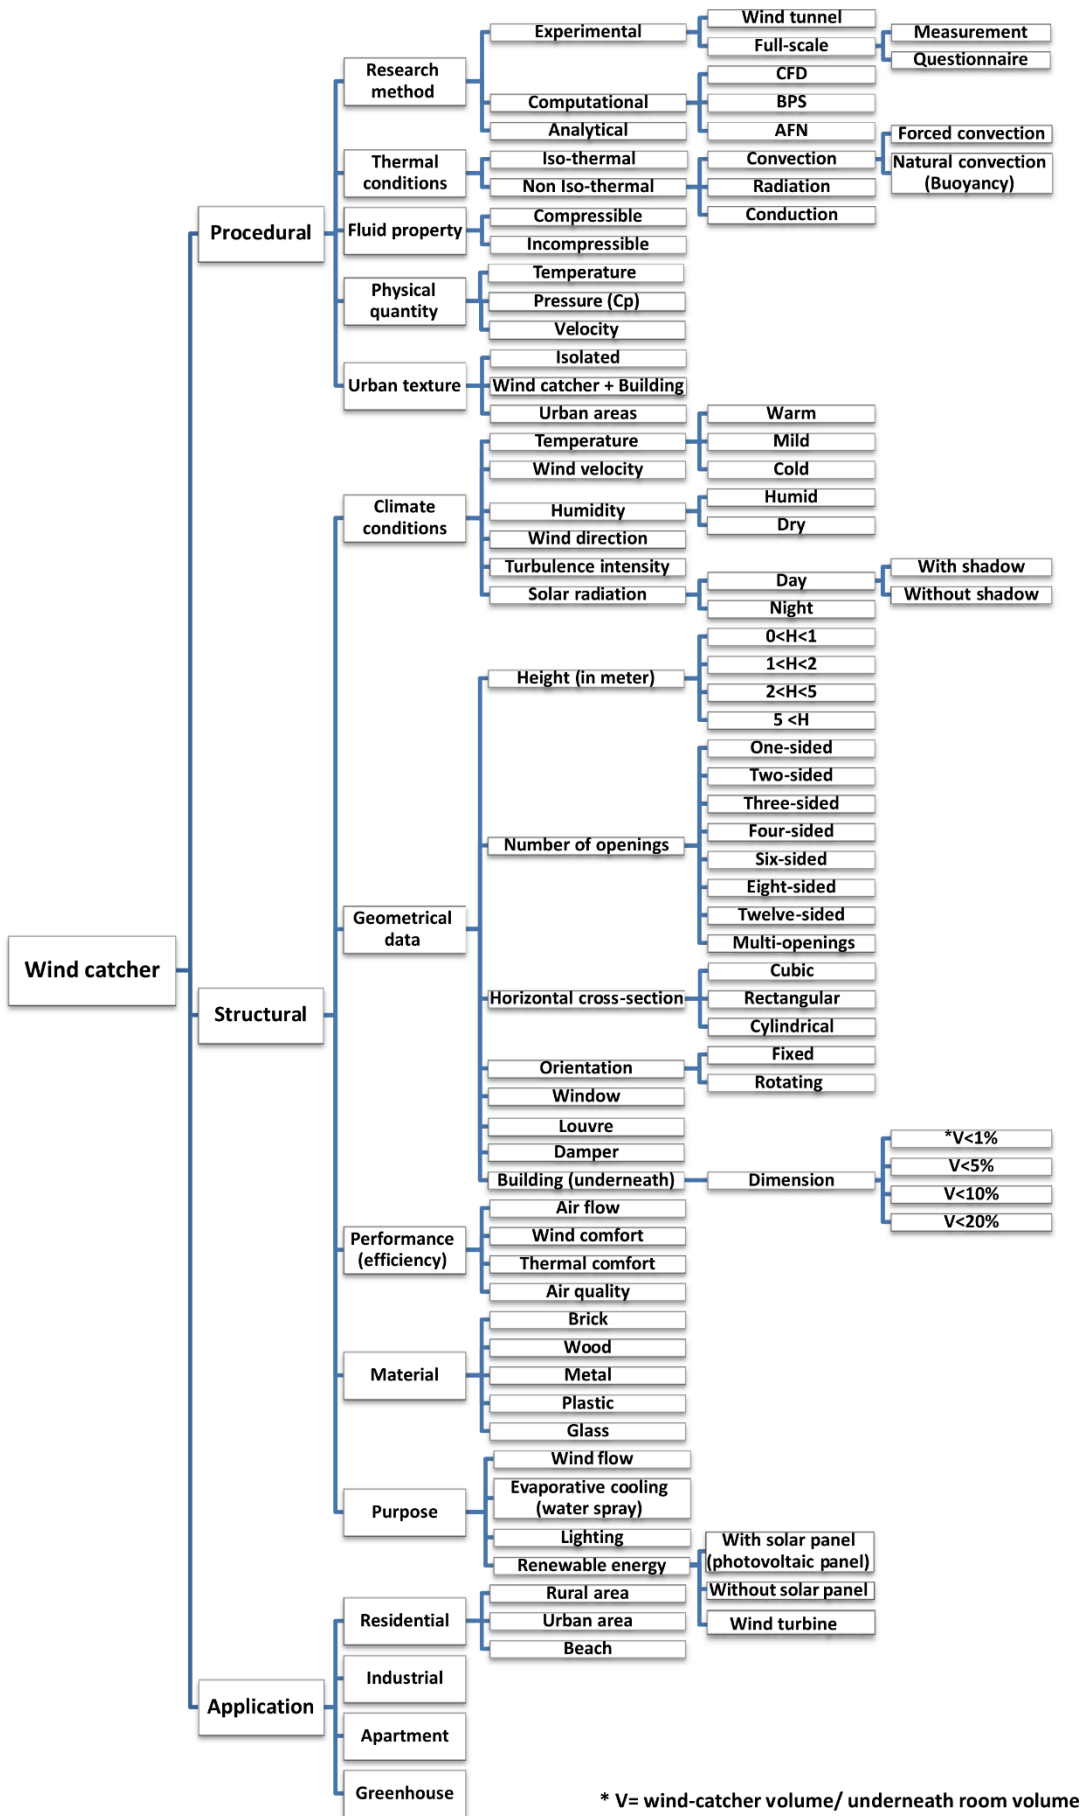 Wind catcher
Procedural
Research
method
Experimental
Wind tunnel
Full-scale
Measurement
Questionnaire
Computational
CFD
BPS
AFN
Analytical
Thermal
conditions
Iso-thermal
Non Iso-thermal
Convection
Forced convection
Natural convection
(Buoyancy)
Radiation
Conduction
Fluid property
Compressible
Incompressible
Physical
quantity
Temperature
Pressure (Cp)
Velocity
Urban texture
Isolated
Wind catcher + Building
Urban areas
Structural
Climate
conditions
Temperature
Warm
Mild
Cold
Wind velocity
Humidity
Humid
Dry
Wind direction
Turbulence intensity
Solar radiation
Day
With shadow
Without shadow
Night
Geometrical
data
Height (in meter)
0<H<1
1<H<2
2<H<5
5 <H
Number of openings
One-sided
Two-sided
Three-sided
Four-sided
Six-sided
Eight-sided
Twelve-sided
Multi-openings
Horizontal cross-section
Cubic
Rectangular
Cylindrical
Orientation
Fixed
Rotating
Window
Louvre
Damper
Building (underneath)
Dimension
*V<1%
V<5%
V<10%
V<20%
Performance
(efficiency)
Air flow
Wind comfort
Thermal comfort
Air quality
Material
Brick
Wood
Metal
Plastic
Glass
Purpose
Wind flow
Evaporative cooling
(water spray)
Lighting
Renewable energy
With solar panel
(photovoltaic panel)
Without solar panel
Wind turbine
Application
Residential
Rural area
Urban area
Beach
Industrial
Apartment
Greenhouse
* V= wind-catcher volume/ underneath room volume